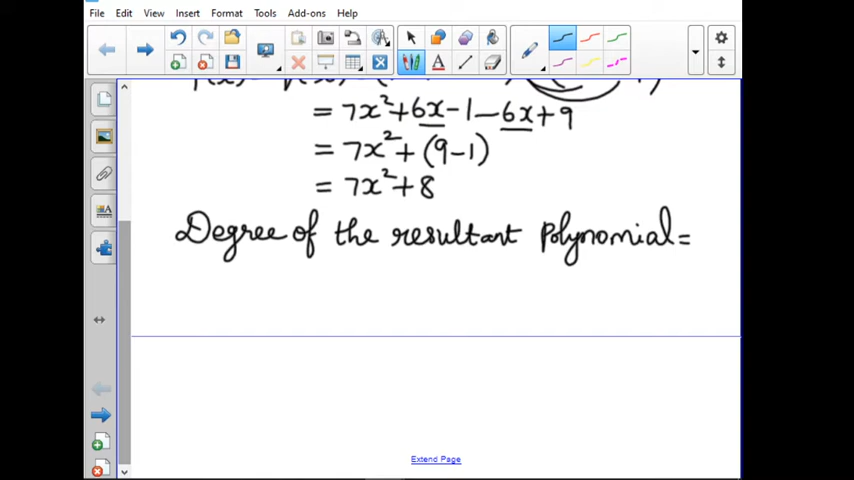 File Edit View Insert Format Tools Add-ons Help
= 7x²+6x-1-6x+9
= 7x²+(9-1)
= 7x²+8
Degree of the resultant polynomial=
Extend Page